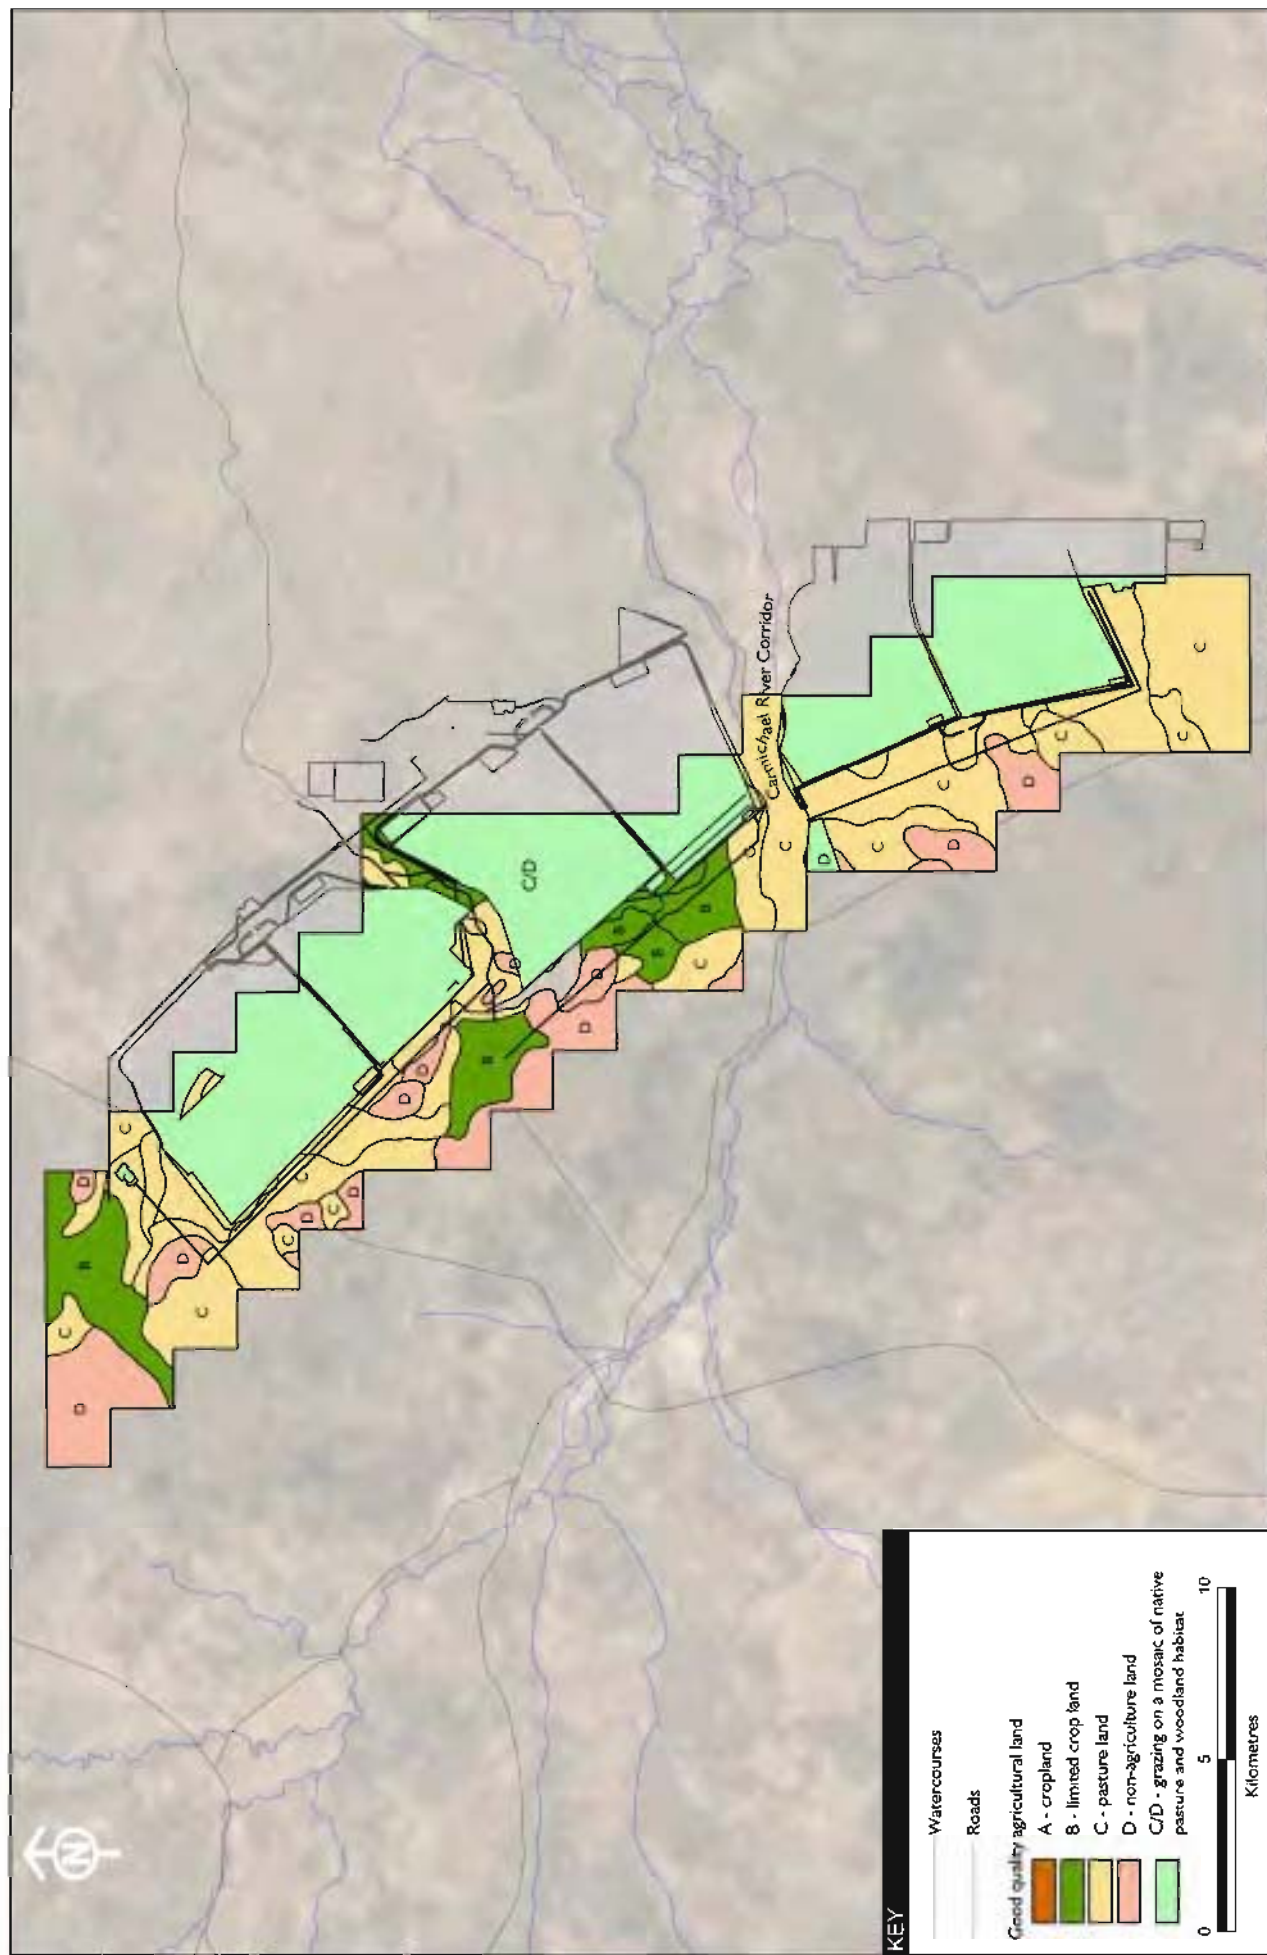 N
D
C
B
D
C
D
C
C
D
C
C
D
D
D
B
D
C/D
D
D
B
B
C
C
C
Carmichael River Corridor
D
C
D
C
D
C
C
C
KEY
Watercourses
Roads
Good quality agricultural land
A - cropland
B - limited crop land
C - pasture land
D - non-agriculture land
C/D - grazing on a mosaic of native
pasture and woodland habitat
0 5 10
Kilometres